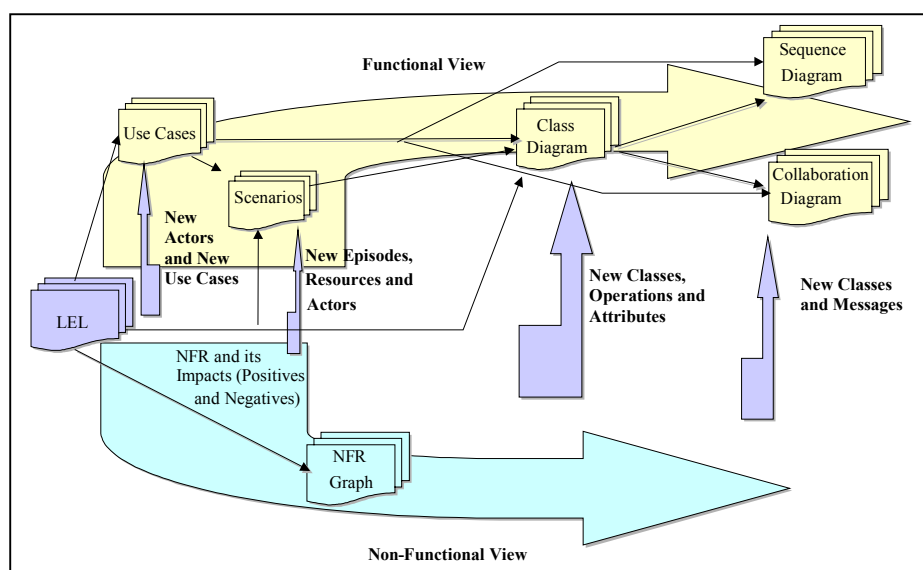 Functional View
Sequence
Diagram
Use Cases
Class
Diagram
Scenarios
Collaboration
Diagram
New
Actors
and New
Use Cases
New Episodes,
Resources and
Actors
New Classes,
Operations and
Attributes
New Classes
and Messages
LEL
NFR and its
Impacts (Positives
and Negatives)
NFR
Graph
Non-Functional View